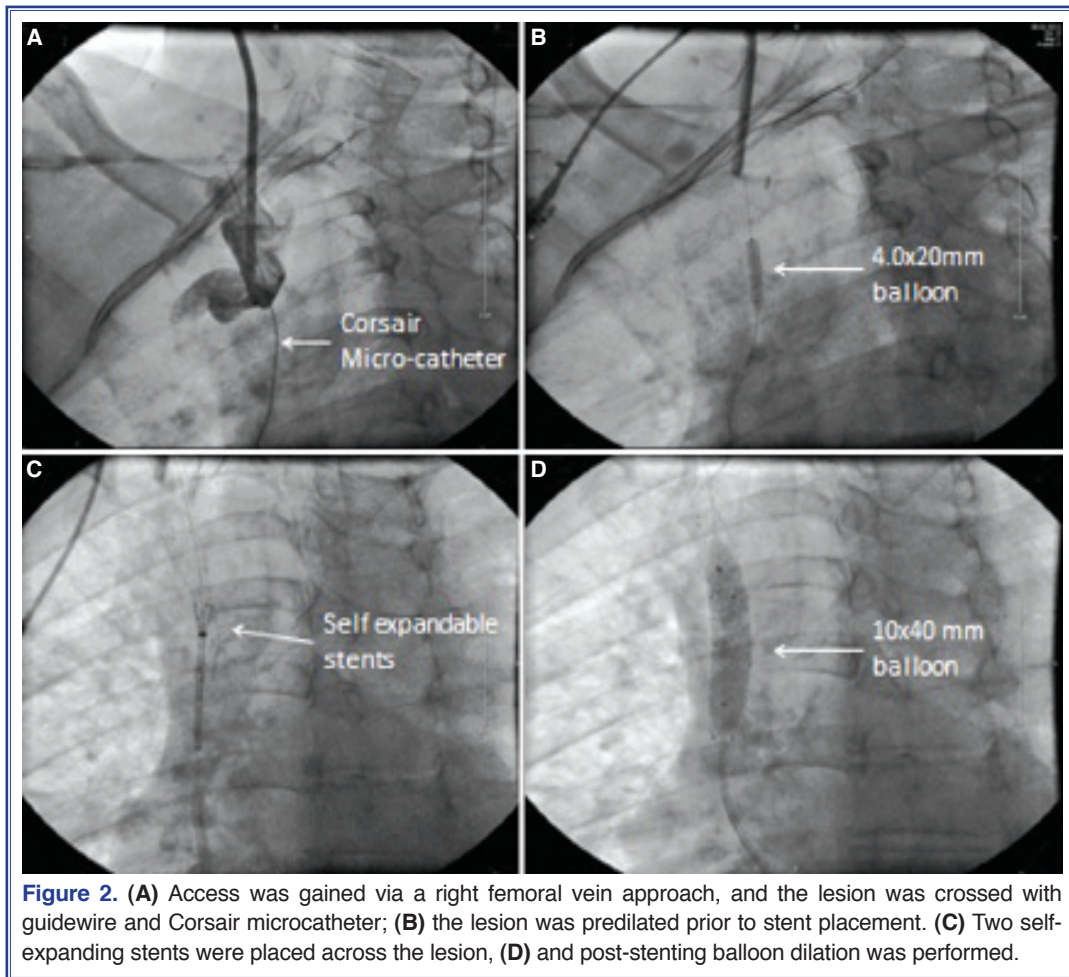 A
Corsair
Micro-catheter
B
4.0x20mm
balloon
C
Self expandable
stents
D
10x40 mm
balloon
Figure 2. (A) Access was gained via a right femoral vein approach, and the lesion was crossed with
guidewire and Corsair microcatheter; (B) the lesion was predilated prior to stent placement. (C) Two self-
expanding stents were placed across the lesion, (D) and post-stenting balloon dilation was performed.